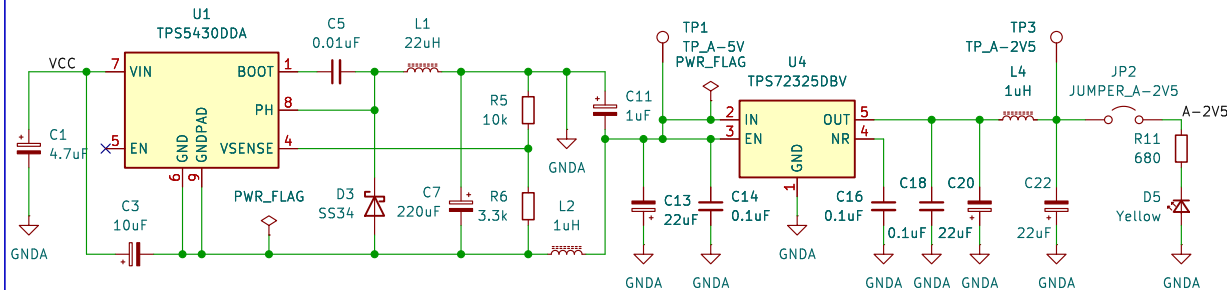 U1
TPS5430DDA
VCC
7
VIN
BOOT
1
PH
8
5
EN
VSENSE
4
GND
GNDPAD
6
9
C1
4.7uF
GNDA
C3
10uF
PWR_FLAG
C5
0.01uF
L1
22uH
R5
10k
D3
SS34
C7
220uF
R6
3.3k
L2
1uH
GNDA
C11
1uF
TP1
TP_A-5V
PWR_FLAG
U4
TPS72325DBV
2
IN
3
EN
OUT
5
NR
4
GND
1
C13
22uF
GNDA
C14
0.1uF
GNDA
GNDA
C16
0.1uF
GNDA
C18
0.1uF
GNDA
C20
22uF
GNDA
L4
1uH
TP3
TP_A-2V5
C22
22uF
GNDA
JP2
JUMPER_A-2V5
A-2V5
R11
680
D5
Yellow
GNDA